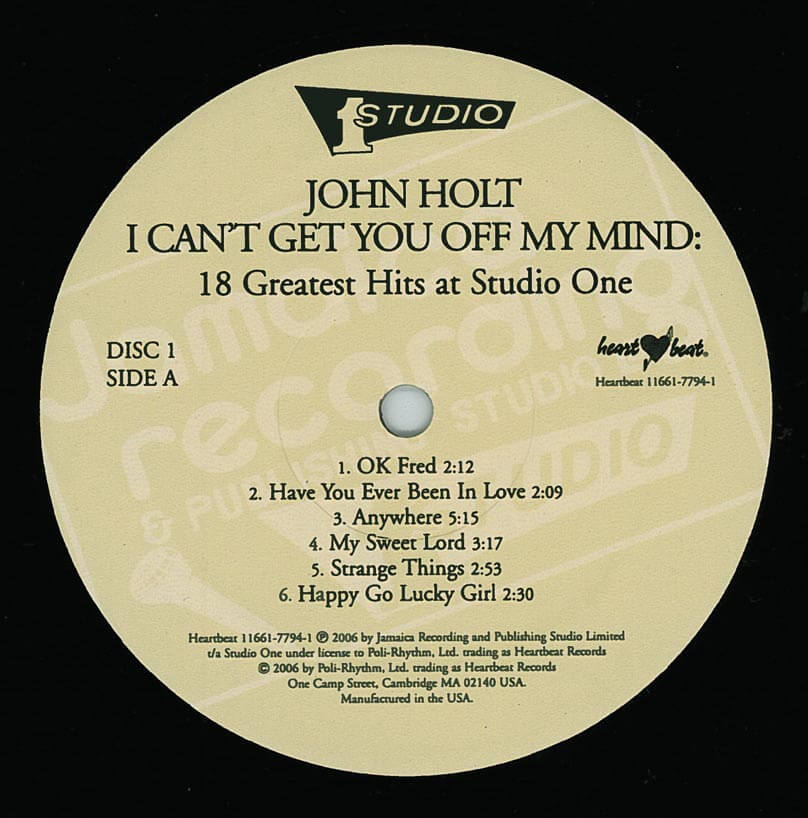 1 STUDIO
JOHN HOLT
I CAN'T GET YOU OFF MY MIND:
18 Greatest Hits at Studio One
DISC 1
SIDE A
heart beat®
Heartbeat 11661-7794-1
Jamaica
recording
& PUBLISHING STUDIO
STUDIO
1. OK Fred 2:12
2. Have You Ever Been In Love 2:09
3. Anywhere 5:15
4. My Sweet Lord 3:17
5. Strange Things 2:53
6. Happy Go Lucky Girl 2:30
Heartbeat 11661-7794-1 ℗ 2006 by Jamaica Recording and Publishing Studio Limited
t/a Studio One under license to Poli-Rhythm, Ltd. trading as Heartbeat Records
© 2006 by Poli-Rhythm, Ltd. trading as Heartbeat Records
One Camp Street, Cambridge MA 02140 USA.
Manufactured in the USA.